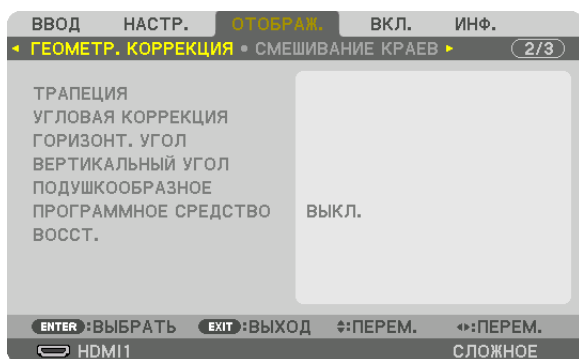 ВВОД НАСТР. ОТОБРАЖ. ВКЛ. ИНФ.
◂ ГЕОМЕТР. КОРРЕКЦИЯ • СМЕШИВАНИЕ КРАЕВ ▸ 2/3
ТРАПЕЦИЯ
УГЛОВАЯ КОРРЕКЦИЯ
ГОРИЗОНТ. УГОЛ
ВЕРТИКАЛЬНЫЙ УГОЛ
ПОДУШКООБРАЗНОЕ
ПРОГРАММНОЕ СРЕДСТВО ВЫКЛ.
ВОССТ.
ENTER :ВЫБРАТЬ EXIT :ВЫХОД :ПЕРЕМ. :ПЕРЕМ.
HDMI1 СЛОЖНОЕ